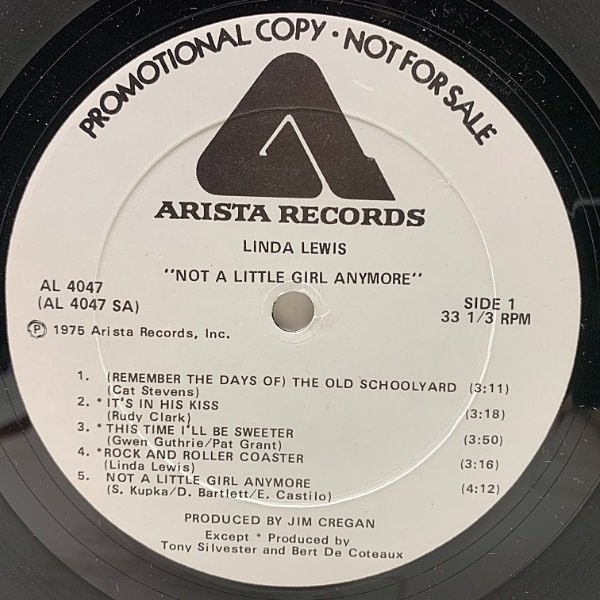 PROMOTIONAL COPY · NOT FOR SALE
ARISTA RECORDS
LINDA LEWIS
"NOT A LITTLE GIRL ANYMORE"
AL 4047
(AL 4047 SA)
Ⓟ 1975 Arista Records, Inc.
SIDE 1
33 1/3 RPM
1. (REMEMBER THE DAYS OF) THE OLD SCHOOLYARD (3:11)
(Cat Stevens)
2. *IT'S IN HIS KISS (3:18)
(Rudy Clark)
3. *THIS TIME I'LL BE SWEETER (3:50)
(Gwen Guthrie/Pat Grant)
4. *ROCK AND ROLLER COASTER (3:16)
(Linda Lewis)
5. NOT A LITTLE GIRL ANYMORE (4:12)
(S. Kupka/D. Bartlett/E. Castilo)
PRODUCED BY JIM CREGAN
Except * Produced by
Tony Silvester and Bert De Coteaux